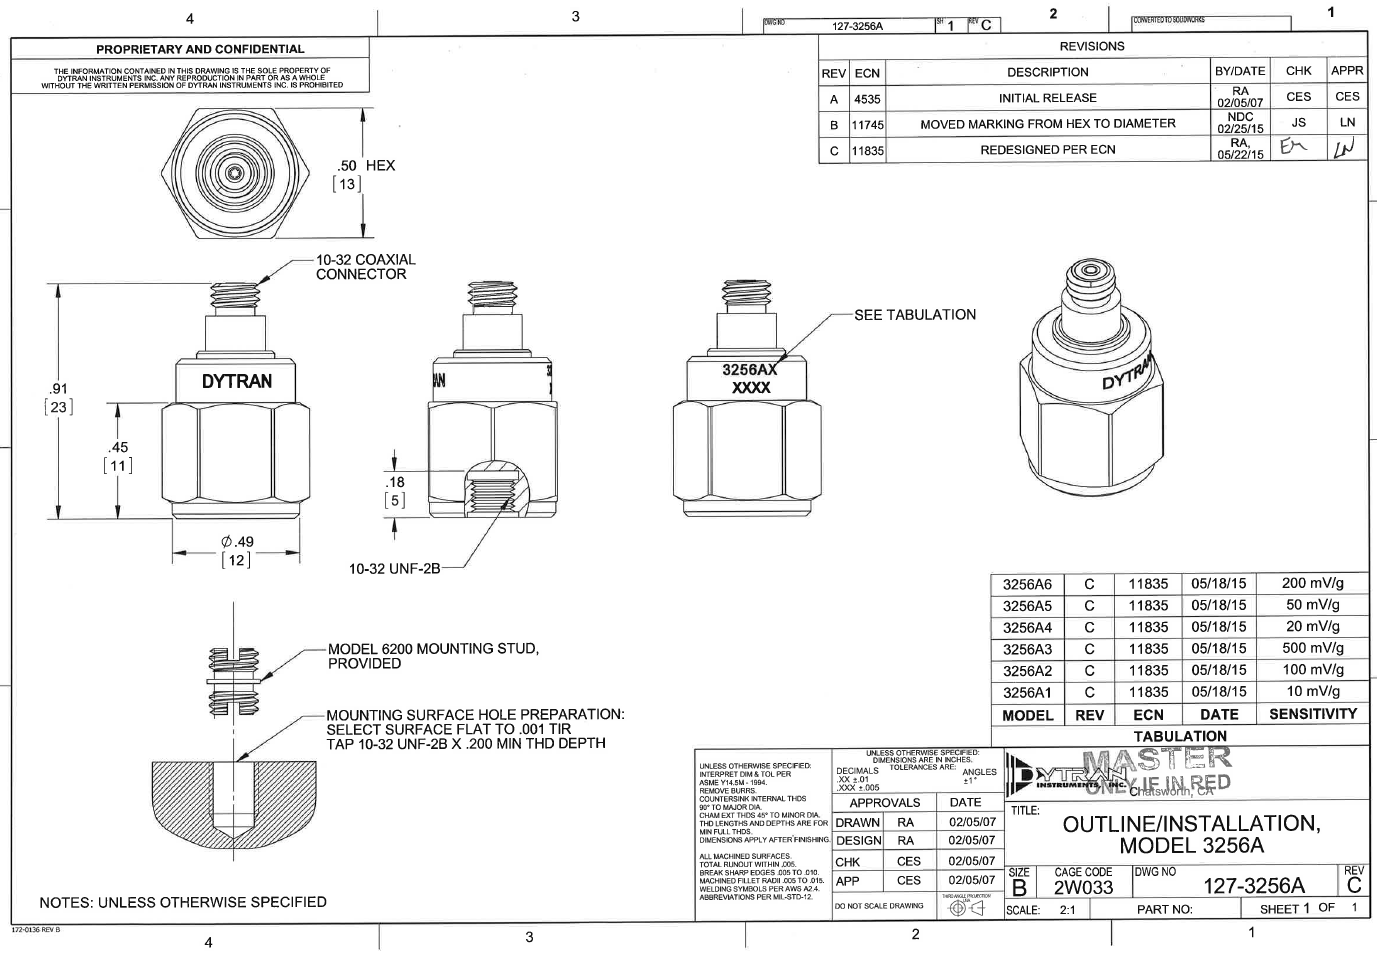 4
3
DWG NO
127-3256A
SH
1
REV
C
2
CONVERTED TO SOLIDWORKS
1
PROPRIETARY AND CONFIDENTIAL
THE INFORMATION CONTAINED IN THIS DRAWING IS THE SOLE PROPERTY OF
DYTRAN INSTRUMENTS INC. ANY REPRODUCTION IN PART OR AS A WHOLE
WITHOUT THE WRITTEN PERMISSION OF DYTRAN INSTRUMENTS INC. IS PROHIBITED
REVISIONS
REV ECN DESCRIPTION BY/DATE CHK APPR
A 4535 INITIAL RELEASE RA 02/05/07 CES CES
B 11745 MOVED MARKING FROM HEX TO DIAMETER NDC 02/25/15 JS LN
C 11835 REDESIGNED PER ECN RA, 05/22/15 LN
.50 HEX
[13]
10-32 COAXIAL
CONNECTOR
SEE TABULATION
DYTRAN
3256AX
XXXX
DYTRAN
.91
[23]
.45
[11]
.18
[5]
Ø.49
[12]
10-32 UNF-2B
MODEL 6200 MOUNTING STUD,
PROVIDED
MOUNTING SURFACE HOLE PREPARATION:
SELECT SURFACE FLAT TO .001 TIR
TAP 10-32 UNF-2B X .200 MIN THD DEPTH
3256A6 C 11835 05/18/15 200 mV/g
3256A5 C 11835 05/18/15 50 mV/g
3256A4 C 11835 05/18/15 20 mV/g
3256A3 C 11835 05/18/15 500 mV/g
3256A2 C 11835 05/18/15 100 mV/g
3256A1 C 11835 05/18/15 10 mV/g
MODEL REV ECN DATE SENSITIVITY
TABULATION
UNLESS OTHERWISE SPECIFIED:
INTERPRET DIM & TOL PER
ASME Y14.5M - 1994.
REMOVE BURRS.
COUNTERSINK INTERNAL THDS
90° TO MAJOR DIA.
CHAM EXT THDS 45° TO MINOR DIA.
THD LENGTHS AND DEPTHS ARE FOR
MIN FULL THDS.
DIMENSIONS APPLY AFTER FINISHING.
ALL MACHINED SURFACES.
TOTAL RUNOUT WITHIN .005.
BREAK SHARP EDGES .005 TO .010.
MACHINED FILLET RADII .005 TO .015.
WELDING SYMBOLS PER AWS A2.4.
ABBREVIATIONS PER MIL-STD-12.
UNLESS OTHERWISE SPECIFIED:
DIMENSIONS ARE IN INCHES.
TOLERANCES ARE:
DECIMALS ANGLES
.XX ±.01 ±1°
.XXX ±.005
APPROVALS DATE
DRAWN RA 02/05/07
DESIGN RA 02/05/07
CHK CES 02/05/07
APP CES 02/05/07
DO NOT SCALE DRAWING
THIRD ANGLE PROJECTION
DYTRAN
INSTRUMENTS, INC.
Chatsworth, CA
MASTER
ONLY IF IN RED
TITLE:
OUTLINE/INSTALLATION,
MODEL 3256A
SIZE
B
CAGE CODE
2W033
DWG NO
127-3256A
REV
C
SCALE: 2:1
PART NO:
SHEET 1 OF 1
NOTES: UNLESS OTHERWISE SPECIFIED
172-0136 REV B
4
3
2
1